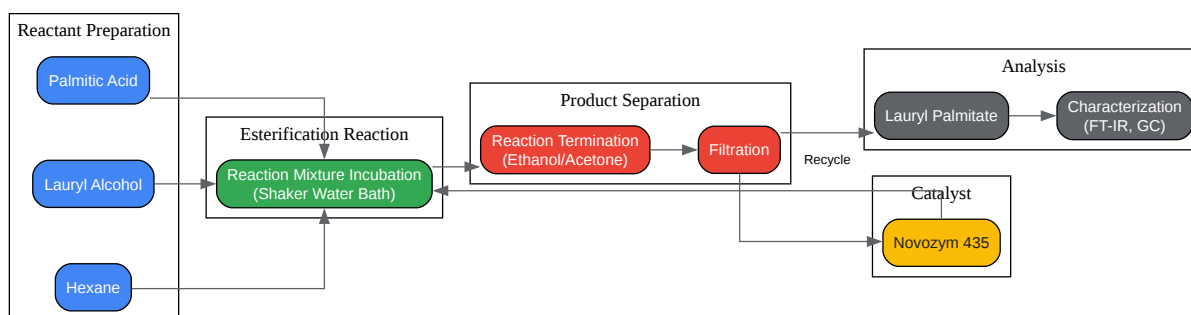 Reactant Preparation
Palmitic Acid
Lauryl Alcohol
Hexane
Esterification Reaction
Reaction Mixture Incubation
(Shaker Water Bath)
Product Separation
Reaction Termination
(Ethanol/Acetone)
Filtration
Recycle
Analysis
Lauryl Palmitate
Characterization
(FT-IR, GC)
Catalyst
Novozym 435